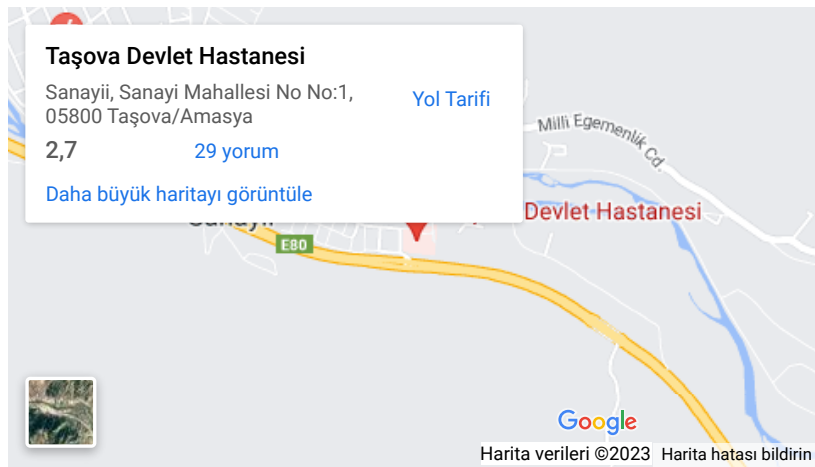 Taşova Devlet Hastanesi
Sanayii, Sanayi Mahallesi No No:1,
05800 Taşova/Amasya
Yol Tarifi
2,7
29 yorum
Daha büyük haritayı görüntüle
Milli Egemenlik Cd.
Devlet Hastanesi
E80
Google
Harita verileri ©2023
Harita hatası bildirin